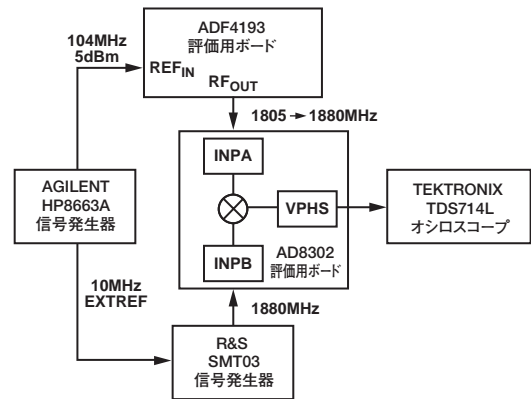 ADF4193
評価用ボード
REFIN
RFOUT
104MHz
5dBm
1805→1880MHz
INPA
AGILENT
HP8663A
信号発生器
VPHS
TEKTRONIX
TDS714L
オシロスコープ
INPB
AD8302
評価用ボード
10MHz
EXTREF
1880MHz
R&S
SMT03
信号発生器